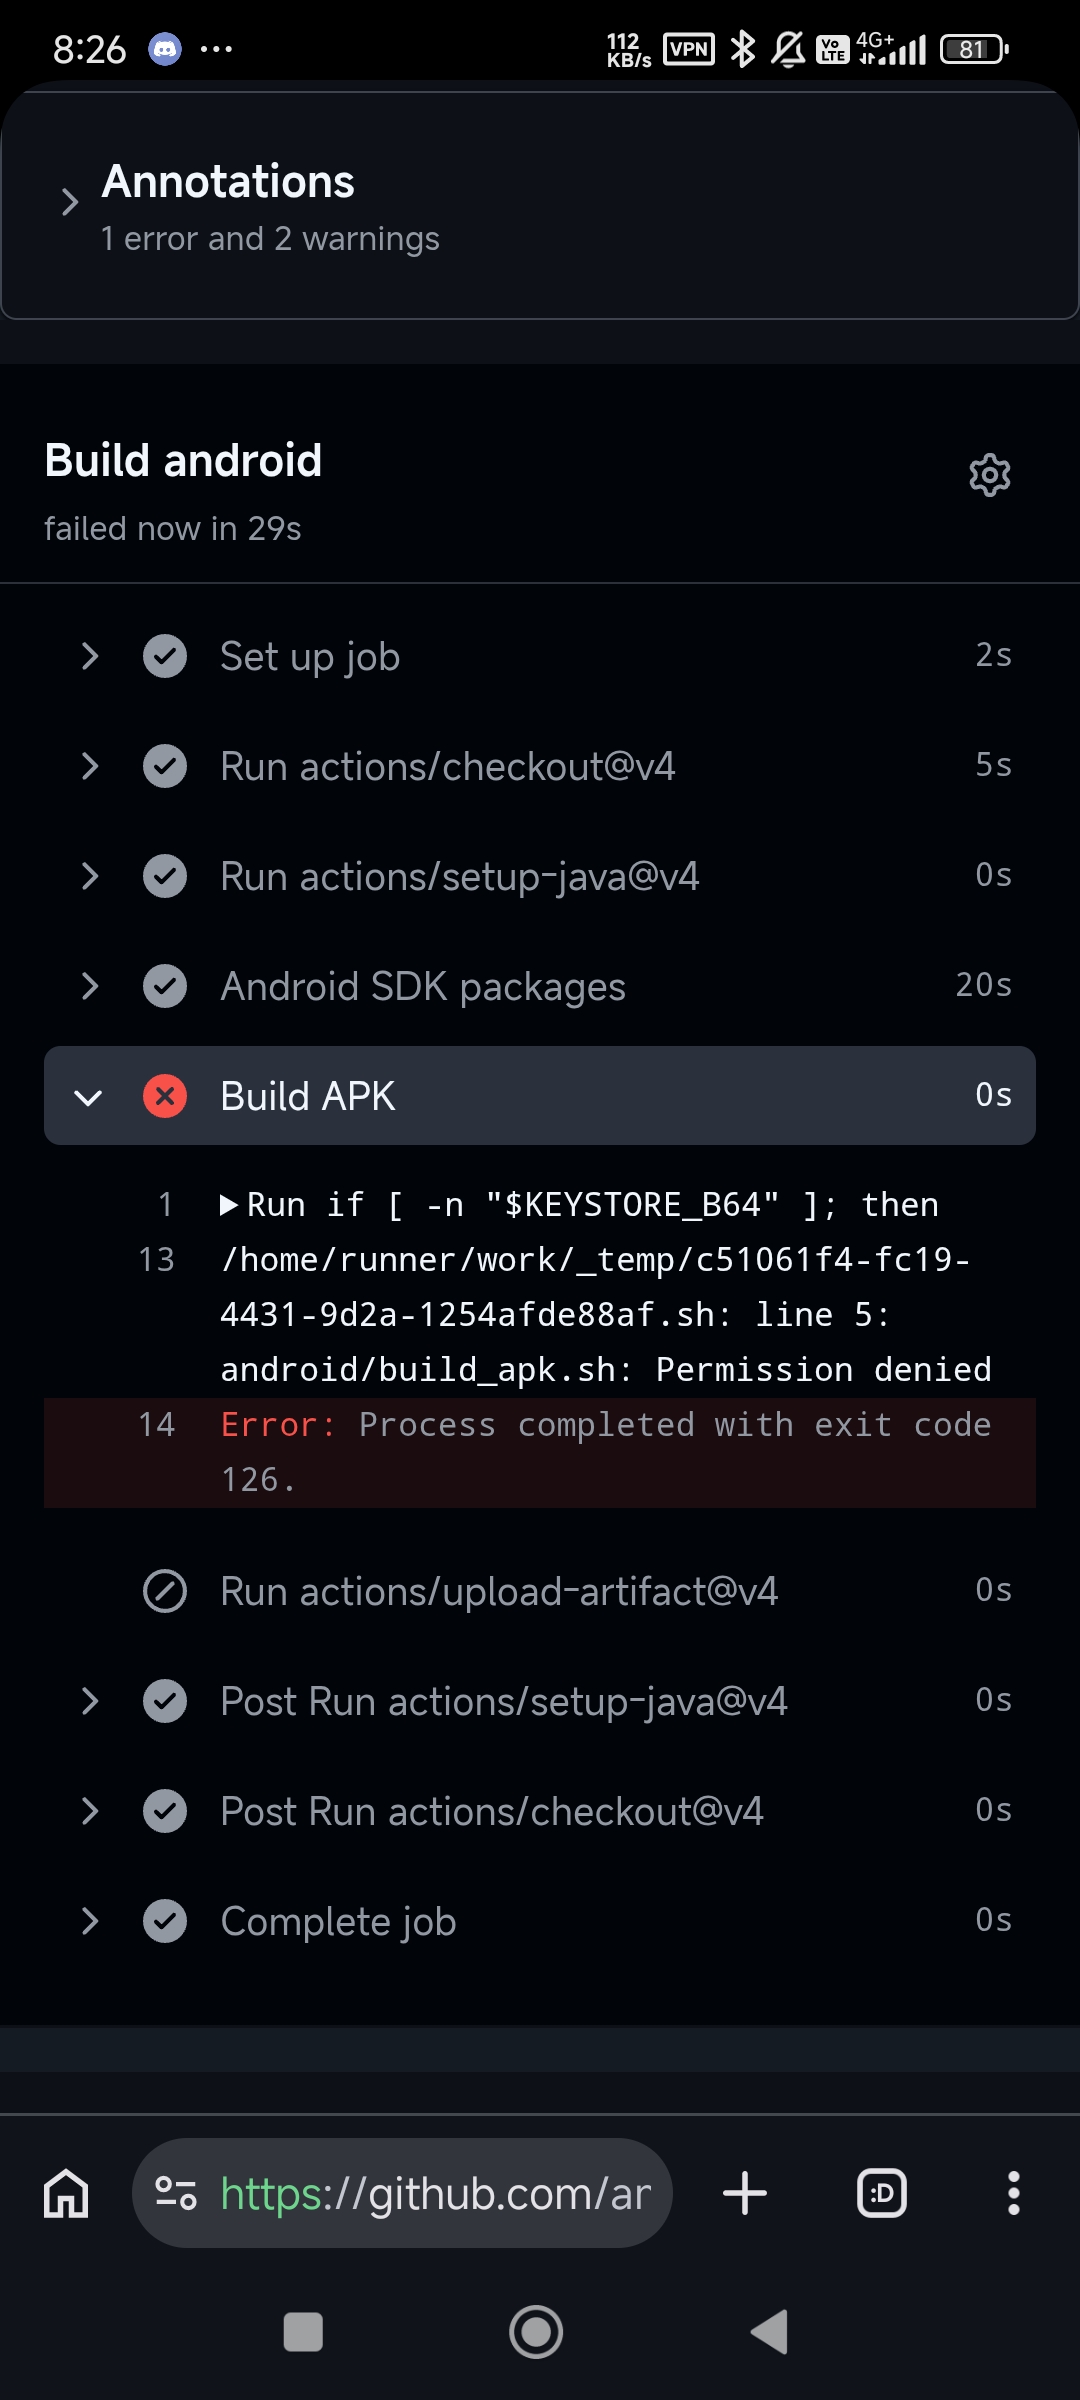 8:26 ... 112 KB/s VPN Vo LTE 4G+ 81
Annotations
1 error and 2 warnings
Build android
failed now in 29s
Set up job 2s
Run actions/checkout@v4 5s
Run actions/setup-java@v4 0s
Android SDK packages 20s
Build APK 0s
1 Run if [ -n "$KEYSTORE_B64" ]; then
13 /home/runner/work/_temp/c51061f4-fc19-
4431-9d2a-1254afde88af.sh: line 5:
android/build_apk.sh: Permission denied
14 Error: Process completed with exit code
126.
Run actions/upload-artifact@v4 0s
Post Run actions/setup-java@v4 0s
Post Run actions/checkout@v4 0s
Complete job 0s
https://github.com/ar :D